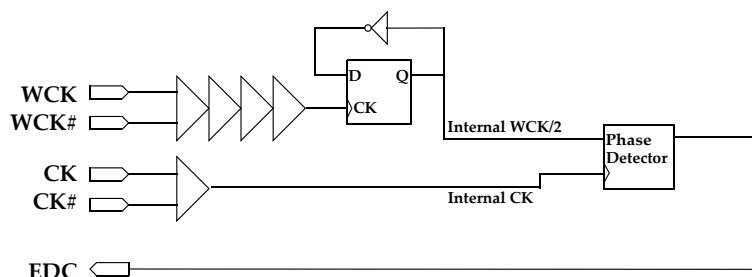 D Q
CK
WCK
WCK#
Internal WCK/2
Phase
Detector
CK
CK#
Internal CK
EDC